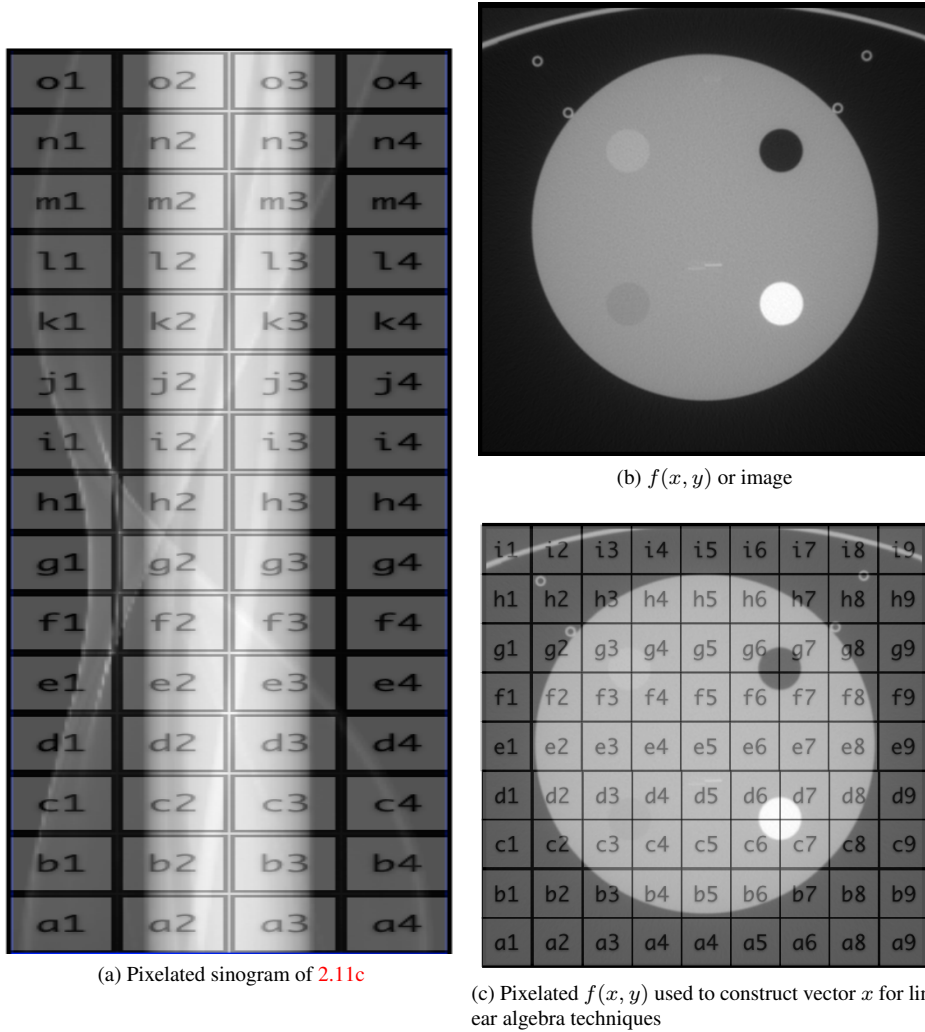 o1 o2 o3 o4
n1 n2 n3 n4
m1 m2 m3 m4
l1 l2 l3 l4
k1 k2 k3 k4
j1 j2 j3 j4
i1 i2 i3 i4
h1 h2 h3 h4
g1 g2 g3 g4
f1 f2 f3 f4
e1 e2 e3 e4
d1 d2 d3 d4
c1 c2 c3 c4
b1 b2 b3 b4
a1 a2 a3 a4
(a) Pixelated sinogram of 2.11c
(b) f(x, y) or image
i1 i2 i3 i4 i5 i6 i7 i8 i9
h1 h2 h3 h4 h5 h6 h7 h8 h9
g1 g2 g3 g4 g5 g6 g7 g8 g9
f1 f2 f3 f4 f5 f6 f7 f8 f9
e1 e2 e3 e4 e5 e6 e7 e8 e9
d1 d2 d3 d4 d5 d6 d7 d8 d9
c1 c2 c3 c4 c5 c6 c7 c8 c9
b1 b2 b3 b4 b5 b6 b7 b8 b9
a1 a2 a3 a4 a4 a5 a6 a8 a9
(c) Pixelated f(x, y) used to construct vector x for lin
ear algebra techniques